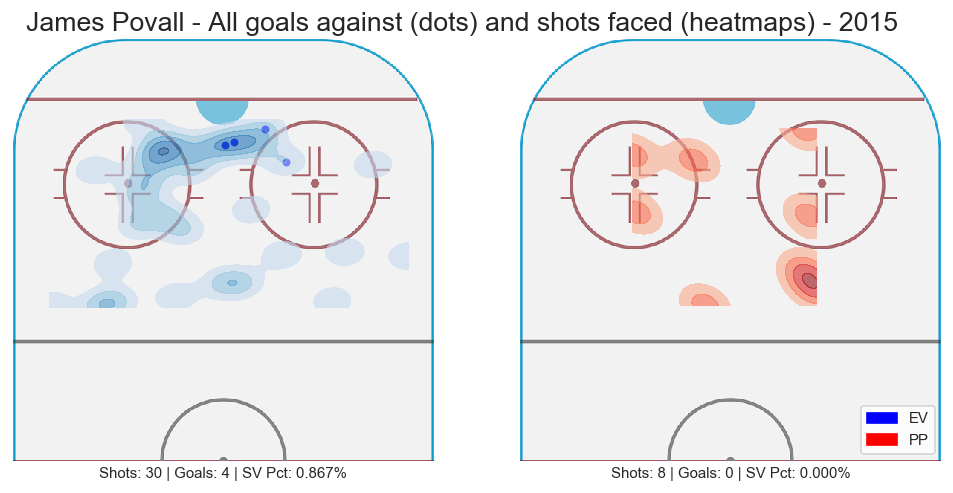 James Povall - All goals against (dots) and shots faced (heatmaps) - 2015
EV
PP
Shots: 30 | Goals: 4 | SV Pct: 0.867%
Shots: 8 | Goals: 0 | SV Pct: 0.000%